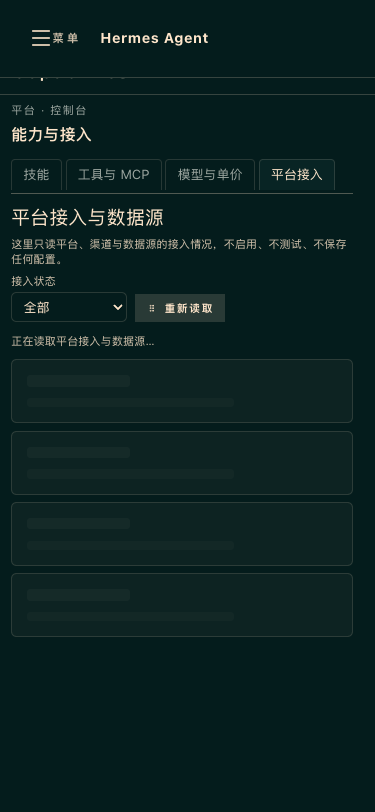 菜单
Hermes Agent
平台 · 控制台
能力与接入
技能
工具与 MCP
模型与单价
平台接入
平台接入与数据源
这里只读平台、渠道与数据源的接入情况，不启用、不测试、不保存
任何配置。
接入状态
全部
重新读取
正在读取平台接入与数据源…